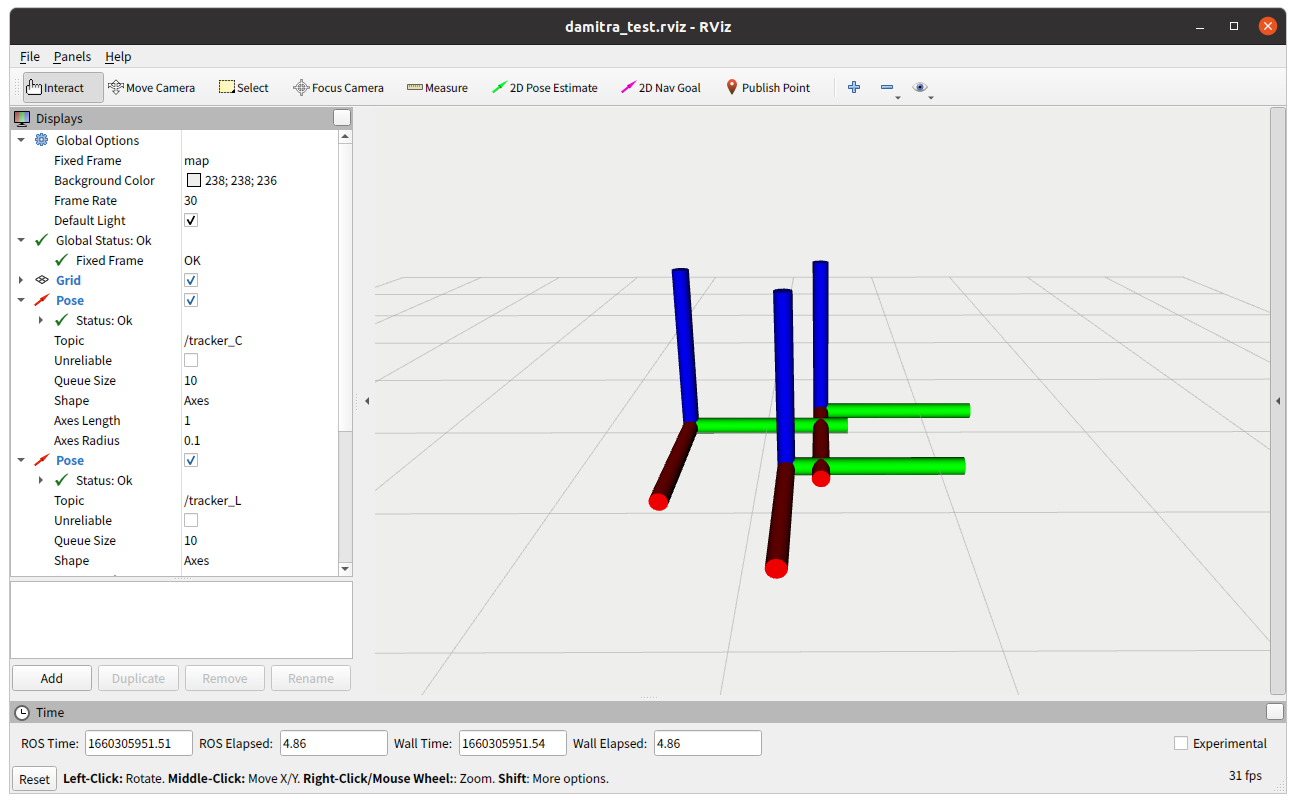 damitra_test.rviz - RViz
File Panels Help
Interact Move Camera Select Focus Camera Measure 2D Pose Estimate 2D Nav Goal Publish Point
Displays
Global Options
Fixed Frame map
Background Color 238; 238; 236
Frame Rate 30
Default Light
Global Status: Ok
Fixed Frame OK
Grid
Pose
Status: Ok
Topic /tracker_C
Unreliable
Queue Size 10
Shape Axes
Axes Length 1
Axes Radius 0.1
Pose
Status: Ok
Topic /tracker_L
Unreliable
Queue Size 10
Shape Axes
Add Duplicate Remove Rename
Time
ROS Time: 1660305951.51 ROS Elapsed: 4.86 Wall Time: 1660305951.54 Wall Elapsed: 4.86 Experimental
Reset Left-Click: Rotate. Middle-Click: Move X/Y. Right-Click/Mouse Wheel:: Zoom. Shift: More options. 31 fps